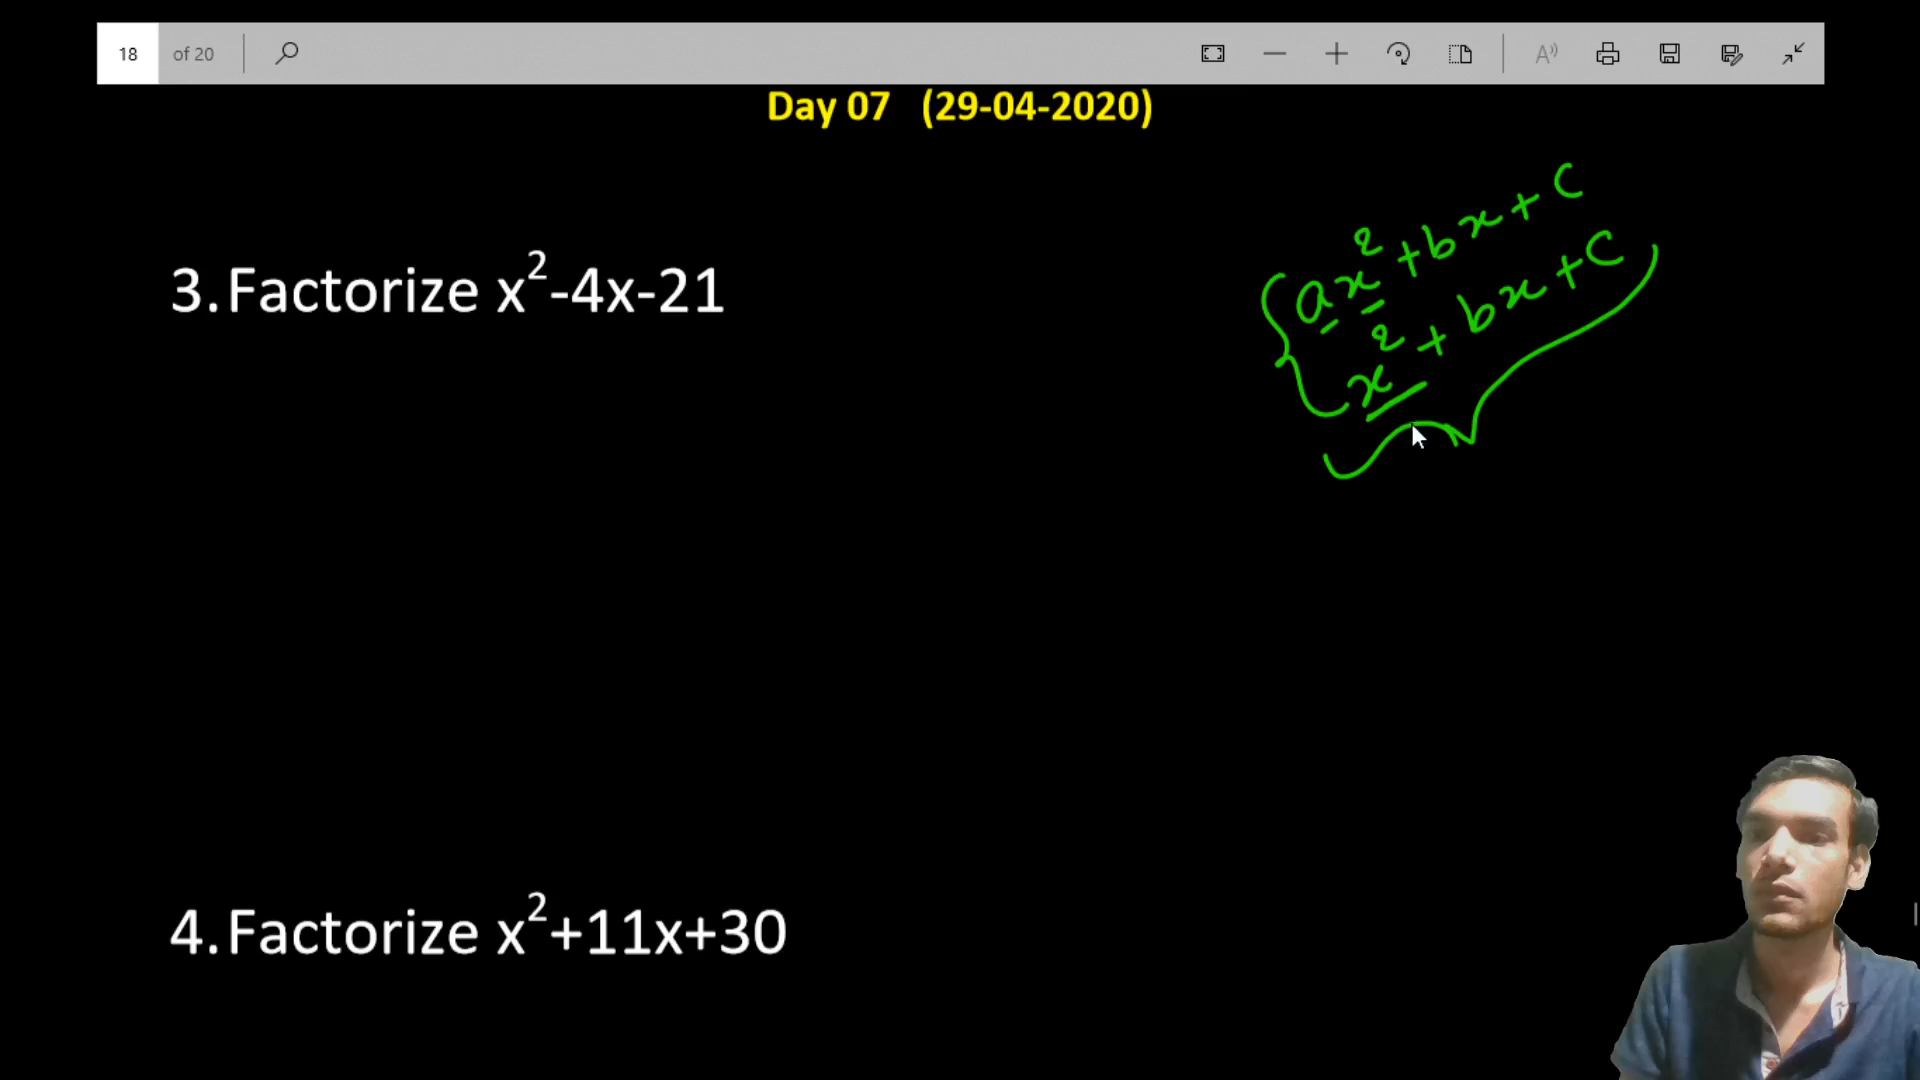 18 of 20
Day 07 (29-04-2020)
ax²+bx+c
x²+bx+c
3. Factorize x²-4x-21
4. Factorize x²+11x+30